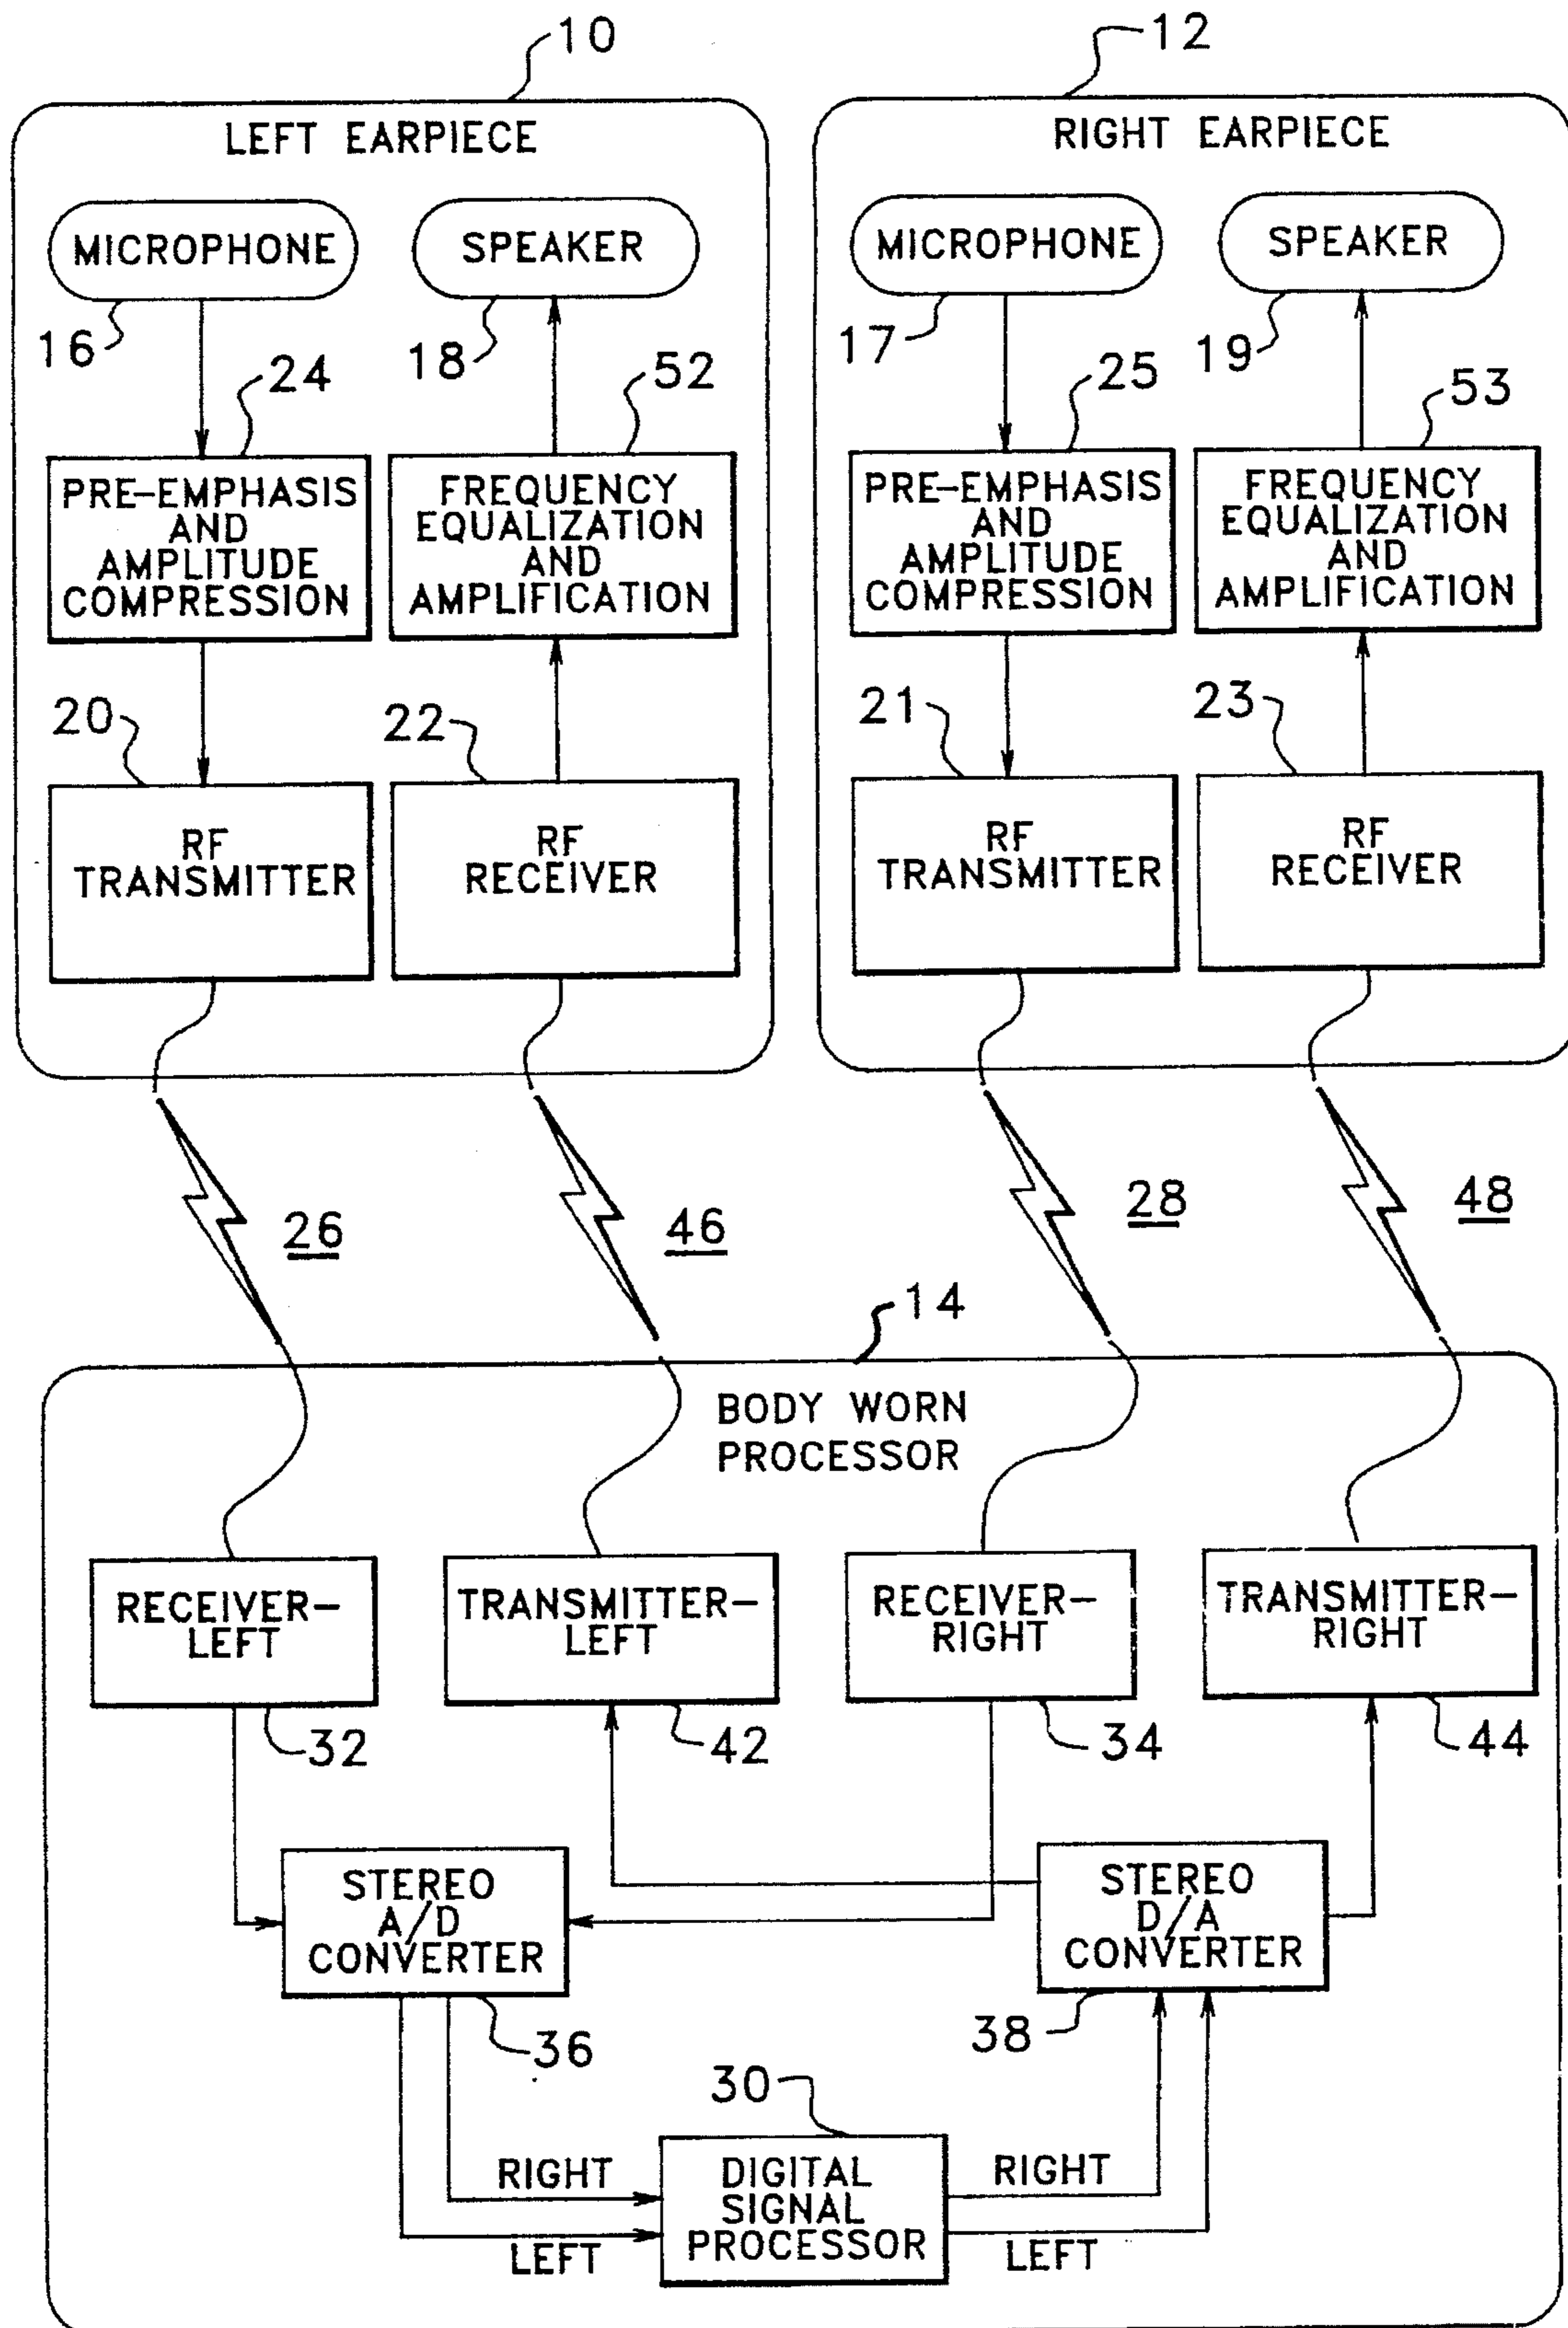 10
12
LEFT EARPIECE
RIGHT EARPIECE
MICROPHONE
SPEAKER
MICROPHONE
SPEAKER
16
18
17
19
24
52
25
53
PRE-EMPHASIS
AND
AMPLITUDE
COMPRESSION
FREQUENCY
EQUALIZATION
AND
AMPLIFICATION
PRE-EMPHASIS
AND
AMPLITUDE
COMPRESSION
FREQUENCY
EQUALIZATION
AND
AMPLIFICATION
20
22
21
23
RF
TRANSMITTER
RF
RECEIVER
RF
TRANSMITTER
RF
RECEIVER
26
46
28
48
14
BODY WORN
PROCESSOR
RECEIVER-
LEFT
TRANSMITTER-
LEFT
RECEIVER-
RIGHT
TRANSMITTER-
RIGHT
32
42
34
44
STEREO
A/D
CONVERTER
STEREO
D/A
CONVERTER
36
38
30
RIGHT
LEFT
DIGITAL
SIGNAL
PROCESSOR
RIGHT
LEFT